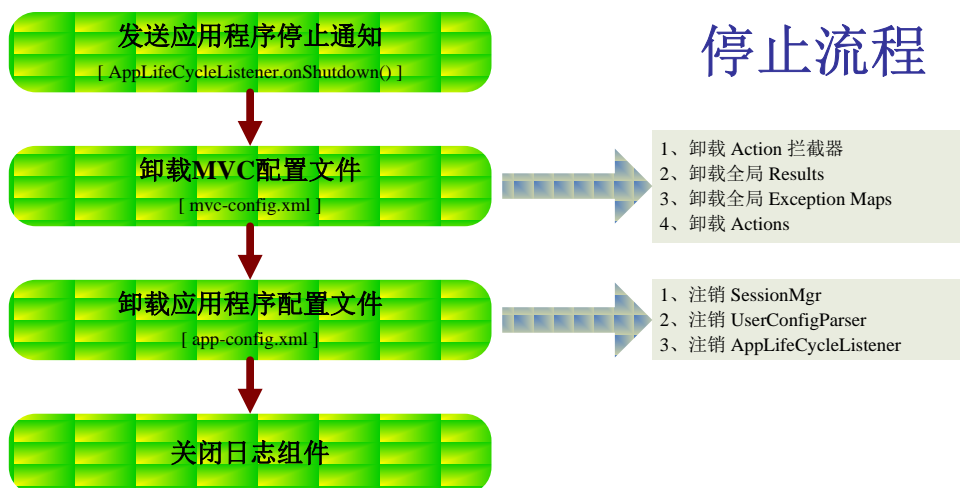 停止流程
发送应用程序停止通知
[ AppLifeCycleListener.onShutdown() ]
卸载MVC配置文件
[ mvc-config.xml ]
1、卸载 Action 拦截器
2、卸载全局 Results
3、卸载全局 Exception Maps
4、卸载 Actions
卸载应用程序配置文件
[ app-config.xml ]
1、注销 SessionMgr
2、注销 UserConfigParser
3、注销 AppLifeCycleListener
关闭日志组件